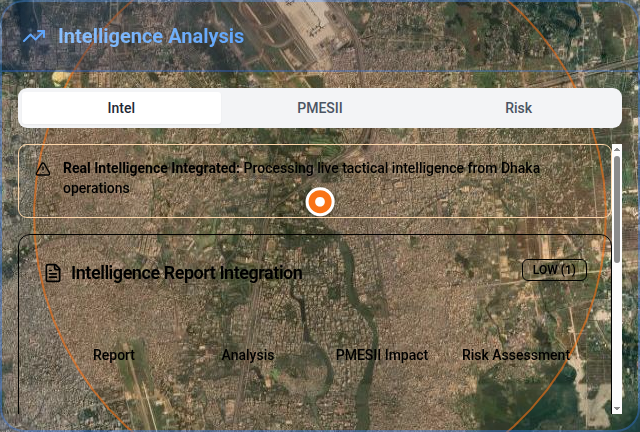 Intelligence Analysis
Intel
PMESII
Risk
Real Intelligence Integrated: Processing live tactical intelligence from Dhaka
operations
Intelligence Report Integration
LOW (1)
Report
Analysis
PMESII Impact
Risk Assessment